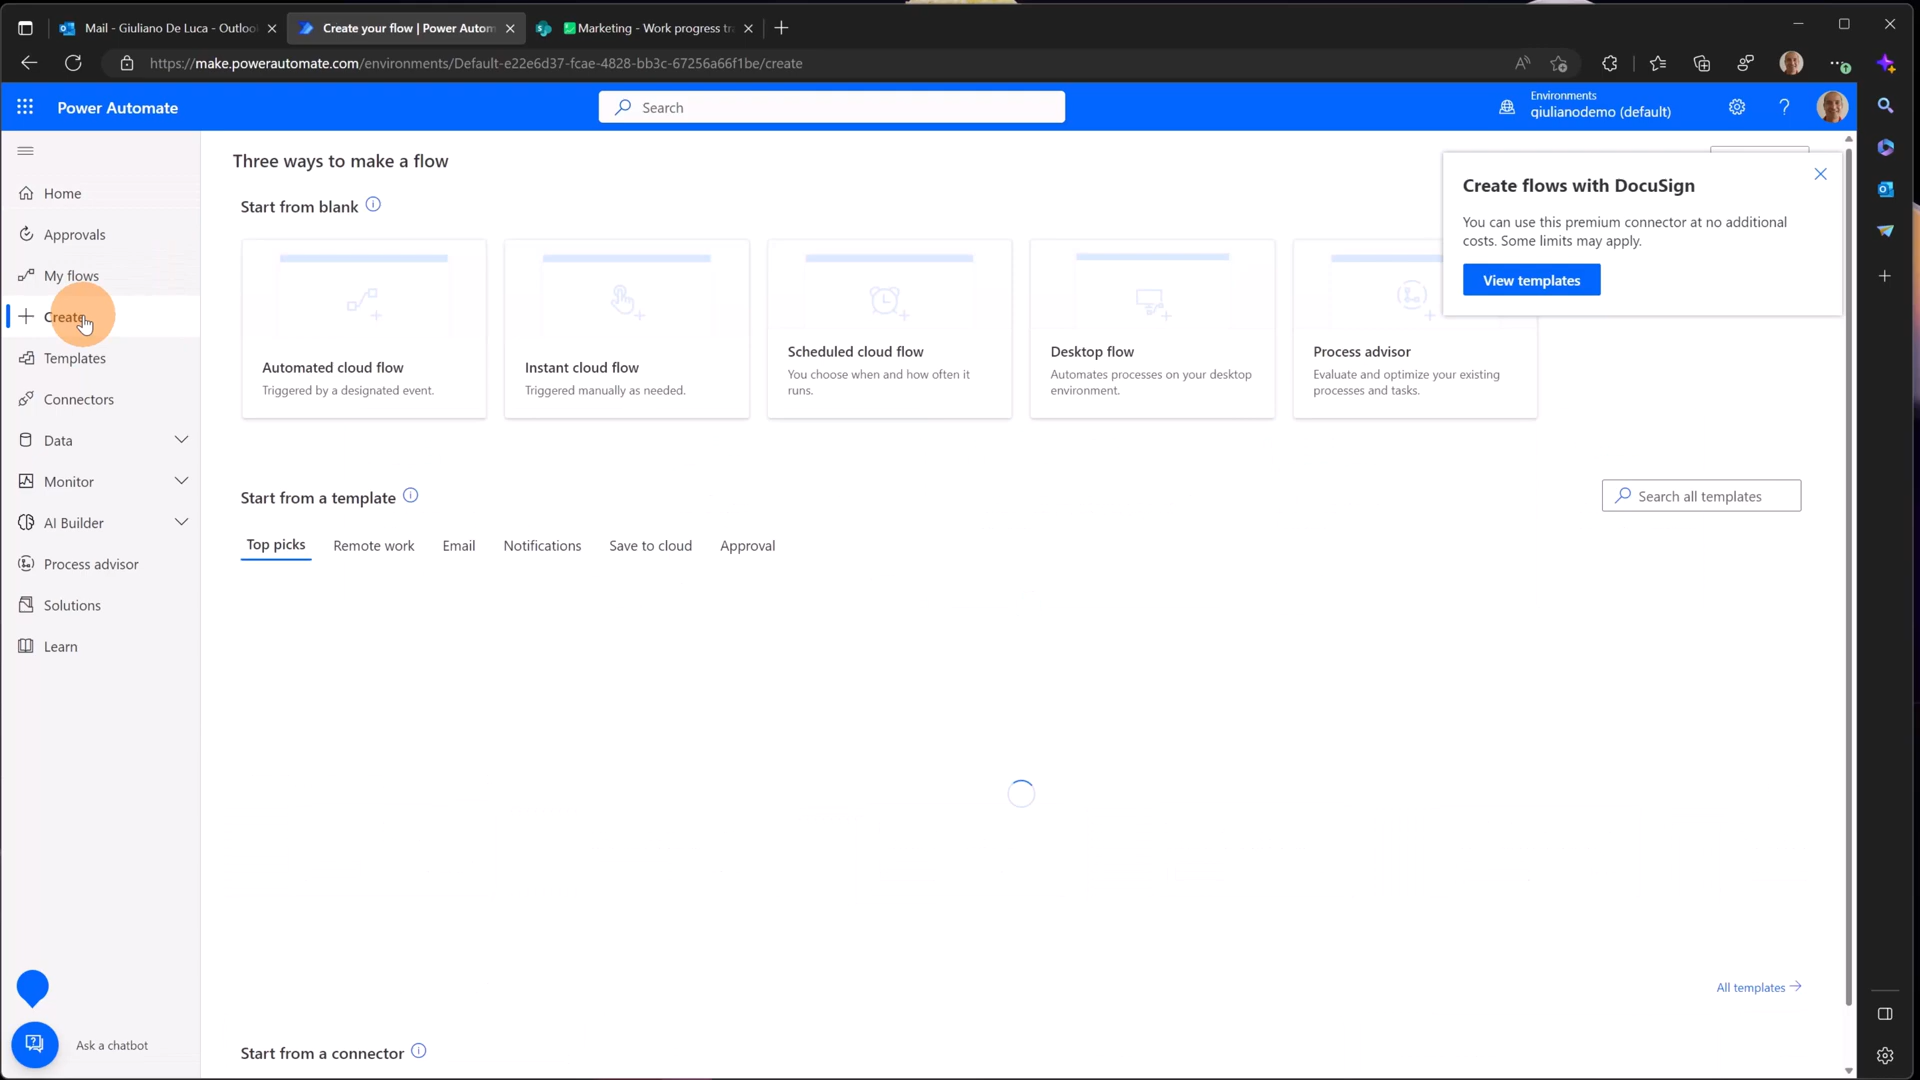 Mail - Giuliano De Luca - Outloo
Create your flow | Power Autom
Marketing - Work progress tr
https://make.powerautomate.com/environments/Default-e22e6d37-fcae-4828-bb3c-67256a66f1be/create
Power Automate
Search
Environments
giulianodemo (default)
Home
Approvals
My flows
Create
Templates
Connectors
Data
Monitor
AI Builder
Process advisor
Solutions
Learn
Ask a chatbot
Three ways to make a flow
Start from blank
Automated cloud flow
Triggered by a designated event.
Instant cloud flow
Triggered manually as needed.
Scheduled cloud flow
You choose when and how often it
runs.
Desktop flow
Automates processes on your desktop
environment.
Process advisor
Evaluate and optimize your existing
processes and tasks.
Create flows with DocuSign
You can use this premium connector at no additional
costs. Some limits may apply.
View templates
Start from a template
Search all templates
Top picks
Remote work
Email
Notifications
Save to cloud
Approval
All templates
Start from a connector